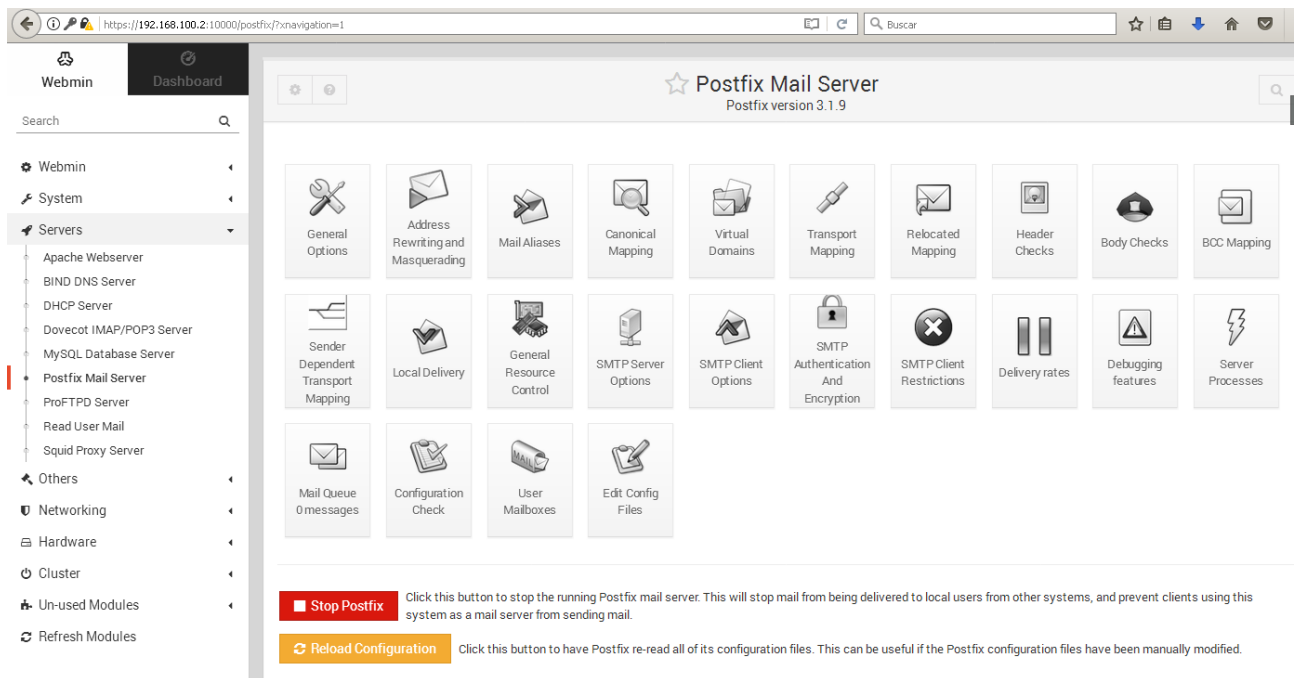 https://192.168.100.2:10000/postfix/?xnavigation=1
Buscar
Webmin
Dashboard
Search
Webmin
System
Servers
Apache Webserver
BIND DNS Server
DHCP Server
Dovecot IMAP/POP3 Server
MySQL Database Server
Postfix Mail Server
ProFTPD Server
Read User Mail
Squid Proxy Server
Others
Networking
Hardware
Cluster
Un-used Modules
Refresh Modules
Postfix Mail Server
Postfix version 3.1.9
General
Options
Address
Rewriting and
Masquerading
Mail Aliases
Canonical
Mapping
Virtual
Domains
Transport
Mapping
Relocated
Mapping
Header
Checks
Body Checks
BCC Mapping
Sender
Dependent
Transport
Mapping
Local Delivery
General
Resource
Control
SMTP Server
Options
SMTP Client
Options
SMTP
Authentication
And
Encryption
SMTP Client
Restrictions
Delivery rates
Debugging
features
Server
Processes
Mail Queue
0 messages
Configuration
Check
MAIL
User
Mailboxes
Edit Config
Files
Stop Postfix
Click this button to stop the running Postfix mail server. This will stop mail from being delivered to local users from other systems, and prevent clients using this
system as a mail server from sending mail.
Reload Configuration
Click this button to have Postfix re-read all of its configuration files. This can be useful if the Postfix configuration files have been manually modified.